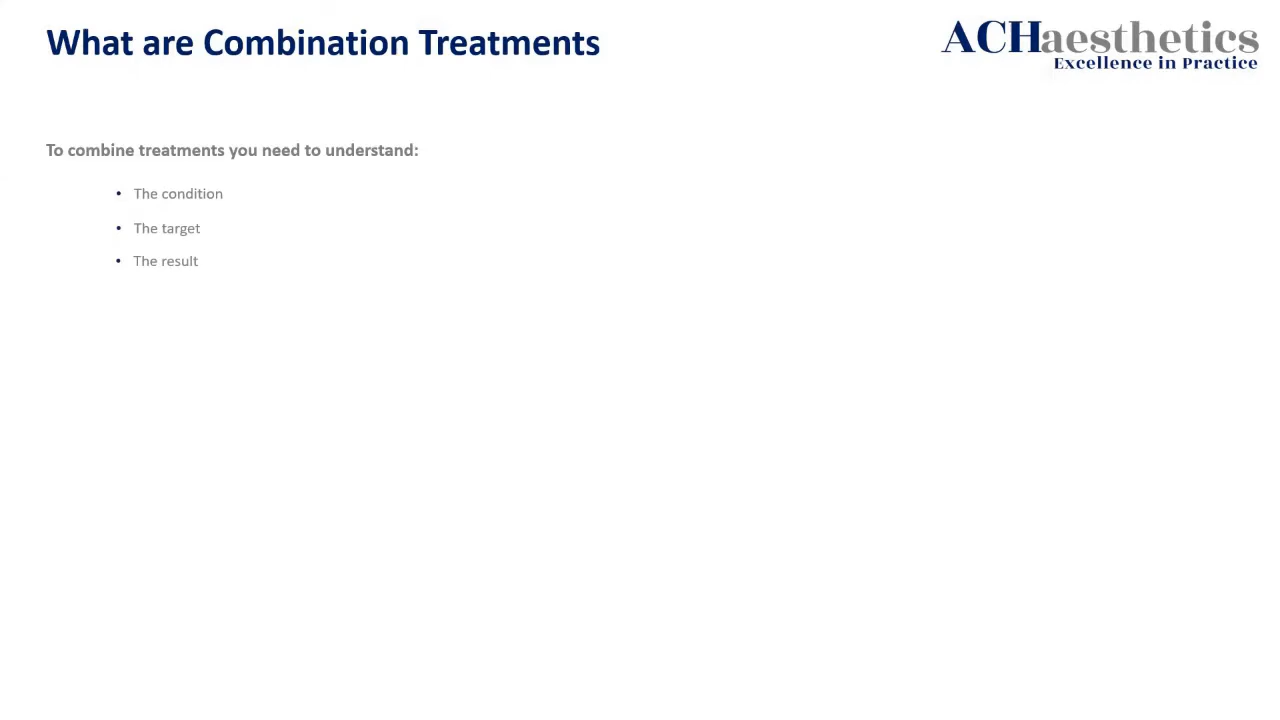 What are Combination Treatments
ACHaesthetics
Excellence in Practice
To combine treatments you need to understand:
• The condition
• The target
• The result